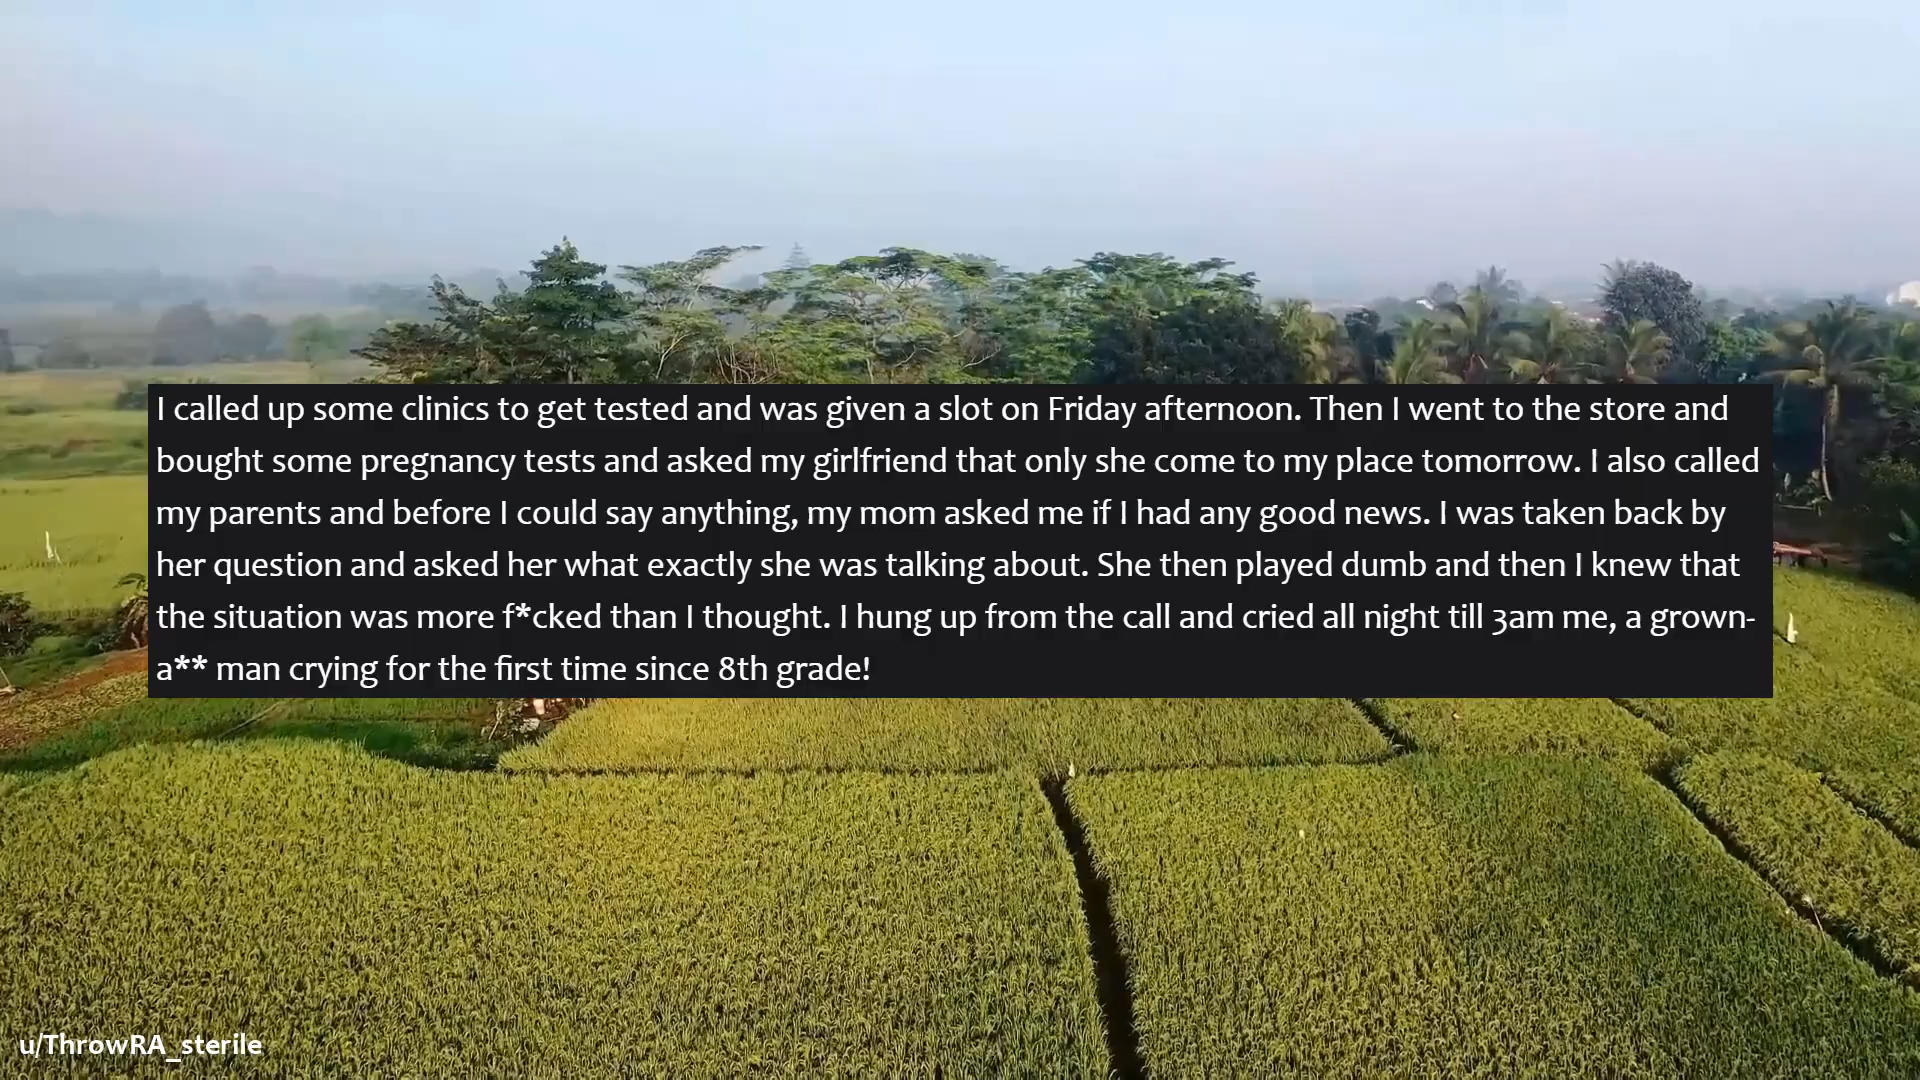 I called up some clinics to get tested and was given a slot on Friday afternoon. Then I went to the store and
bought some pregnancy tests and asked my girlfriend that only she come to my place tomorrow. I also called
my parents and before I could say anything, my mom asked me if I had any good news. I was taken back by
her question and asked her what exactly she was talking about. She then played dumb and then I knew that
the situation was more f*cked than I thought. I hung up from the call and cried all night till 3am me, a grown-
a** man crying for the first time since 8th grade!
u/ThrowRA_sterile